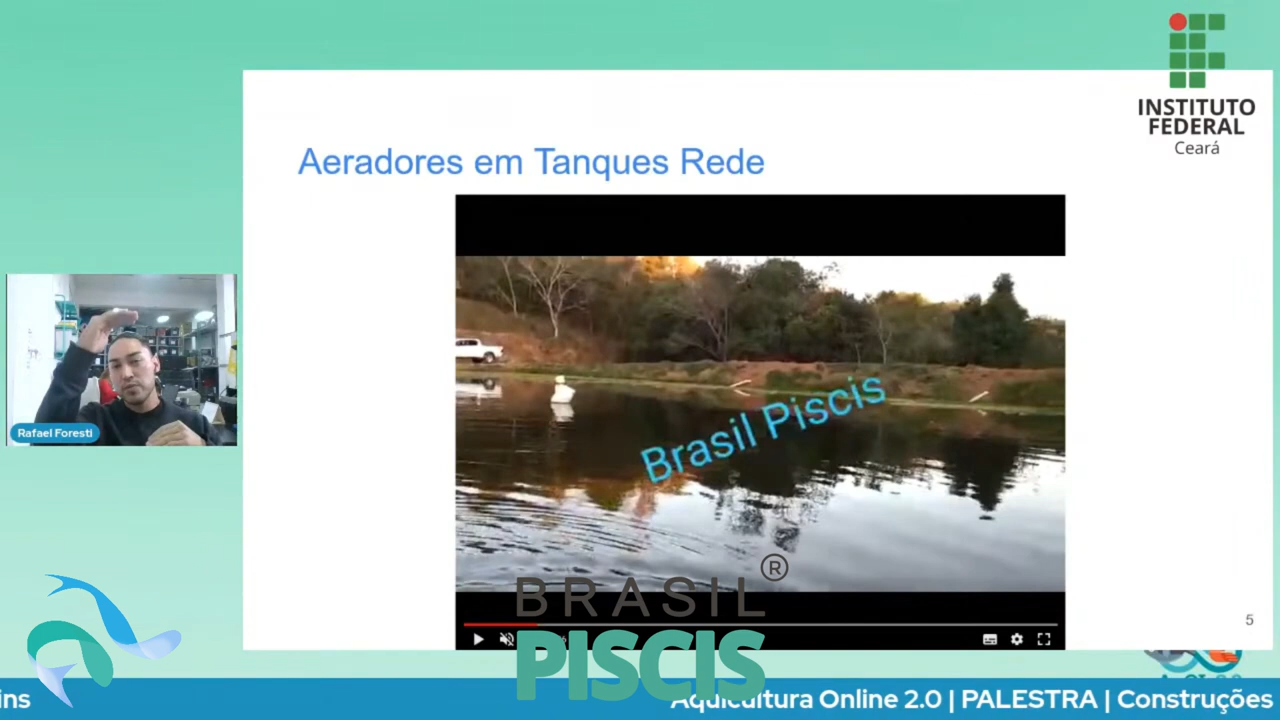 INSTITUTO
FEDERAL
Ceará
Aeradores em Tanques Rede
Brasil Piscis
Rafael Foresti
BRASIL®
PISCIS
5
ins
Aquicultura Online 2.0 | PALESTRA | Construções